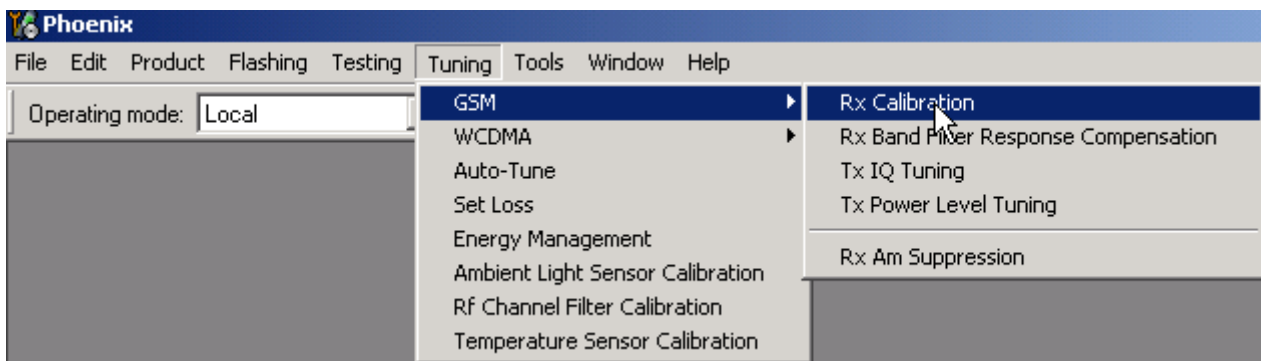 Phoenix
File Edit Product Flashing Testing Tuning Tools Window Help
Operating mode: Local
GSM
WCDMA
Auto-Tune
Set Loss
Energy Management
Ambient Light Sensor Calibration
Rf Channel Filter Calibration
Temperature Sensor Calibration
Rx Calibration
Rx Band Filter Response Compensation
Tx IQ Tuning
Tx Power Level Tuning
Rx Am Suppression